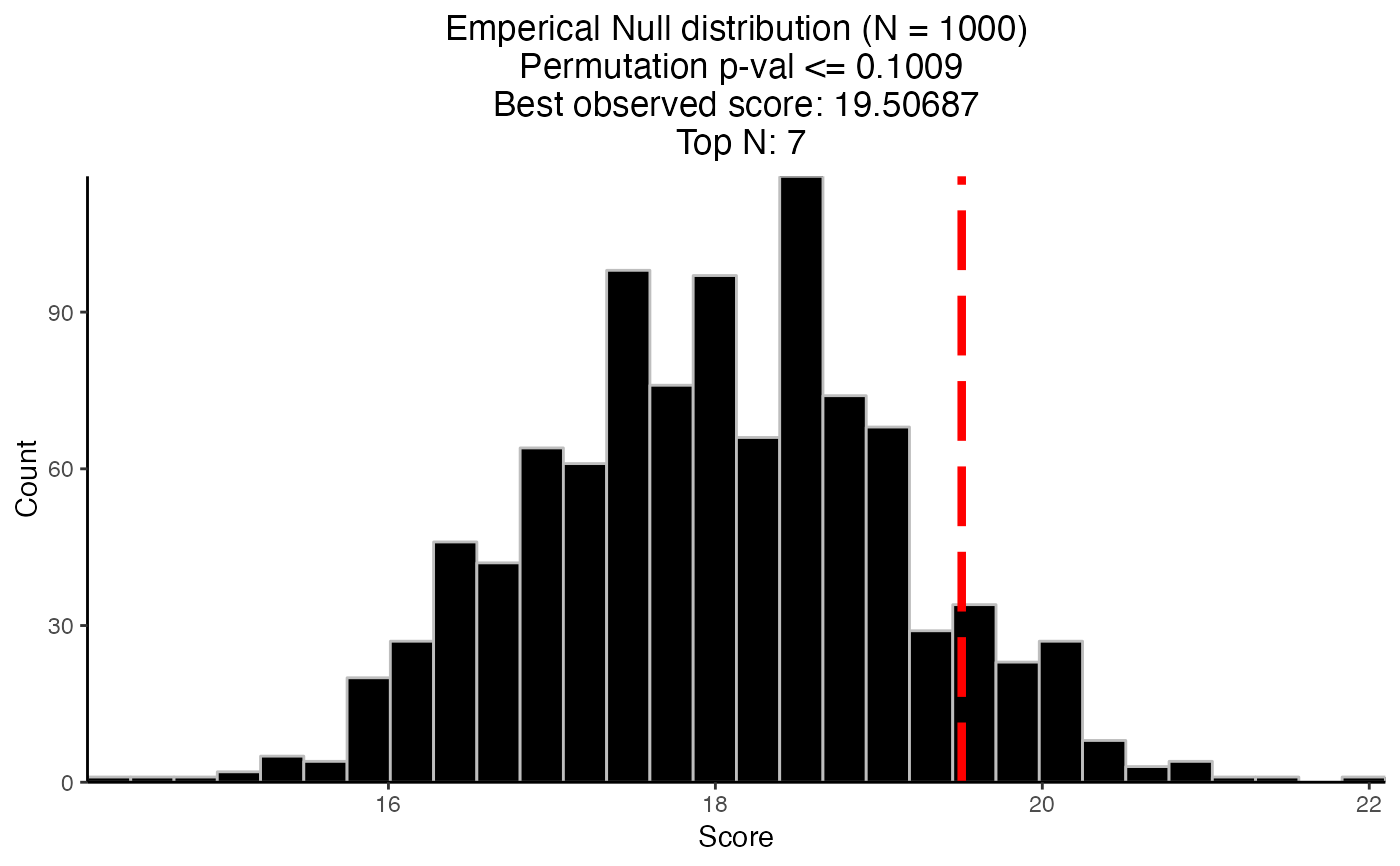 Emperical Null distribution (N = 1000)
Permutation p-val <= 0.1009
Best observed score: 19.50687
Top N: 7
90
60
30
0
Count
16 18 20 22
Score